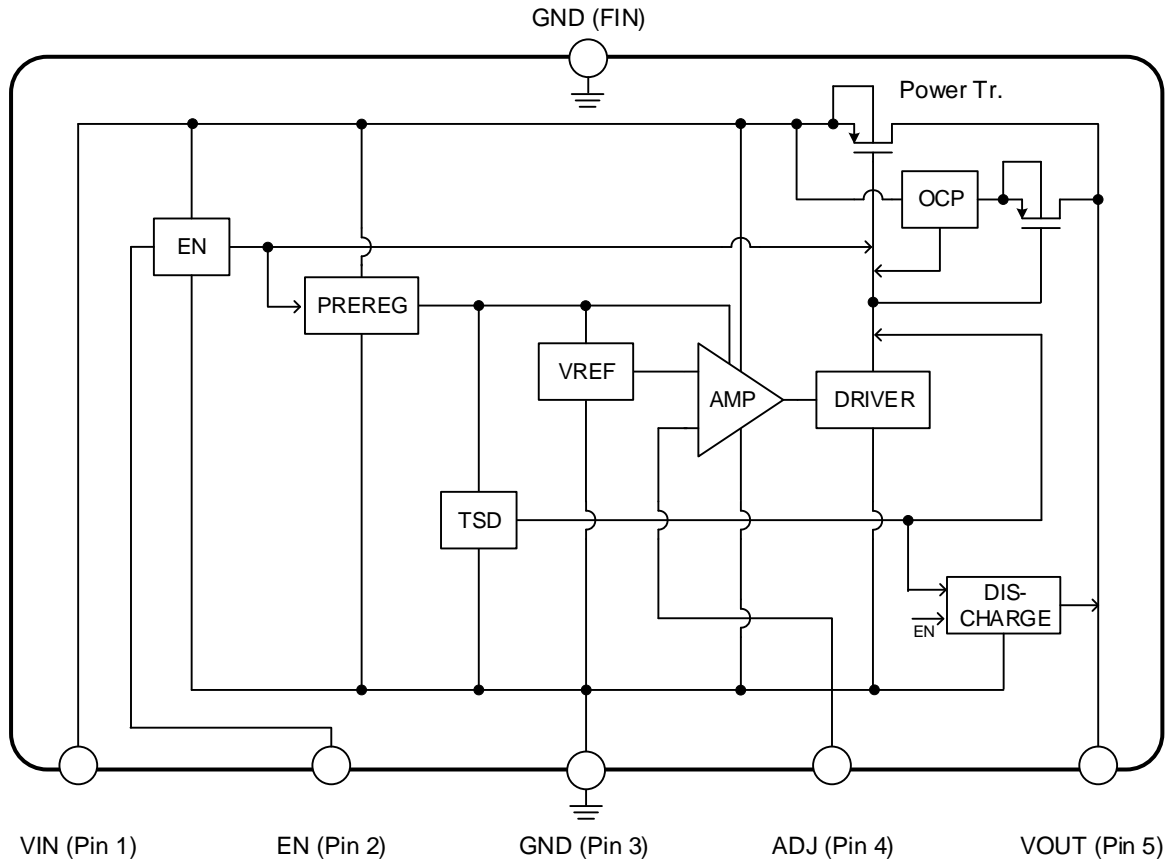 GND (FIN)
Power Tr.
OCP
EN
PREREG
VREF
AMP
DRIVER
TSD
DIS-
CHARGE
EN
VIN (Pin 1)
EN (Pin 2)
GND (Pin 3)
ADJ (Pin 4)
VOUT (Pin 5)